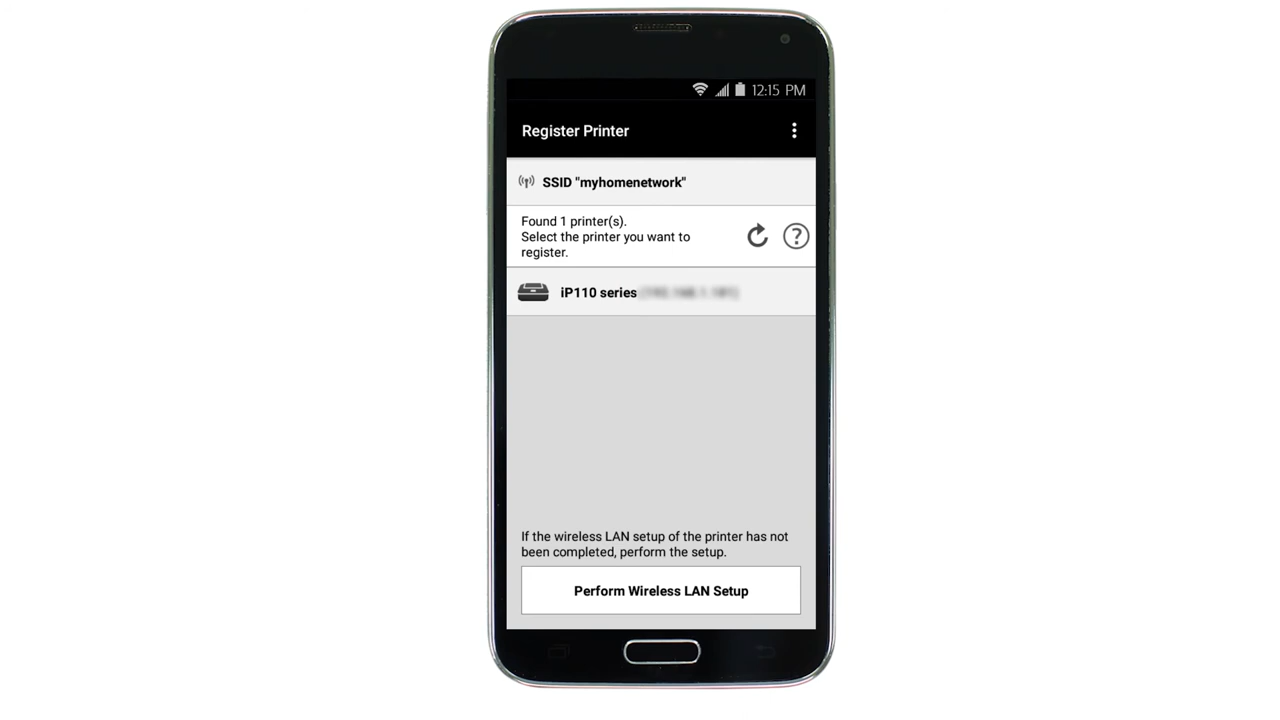 12:15 PM
Register Printer
SSID "myhomenetwork"
Found 1 printer(s).
Select the printer you want to
register.
?
iP110 series
If the wireless LAN setup of the printer has not
been completed, perform the setup.
Perform Wireless LAN Setup